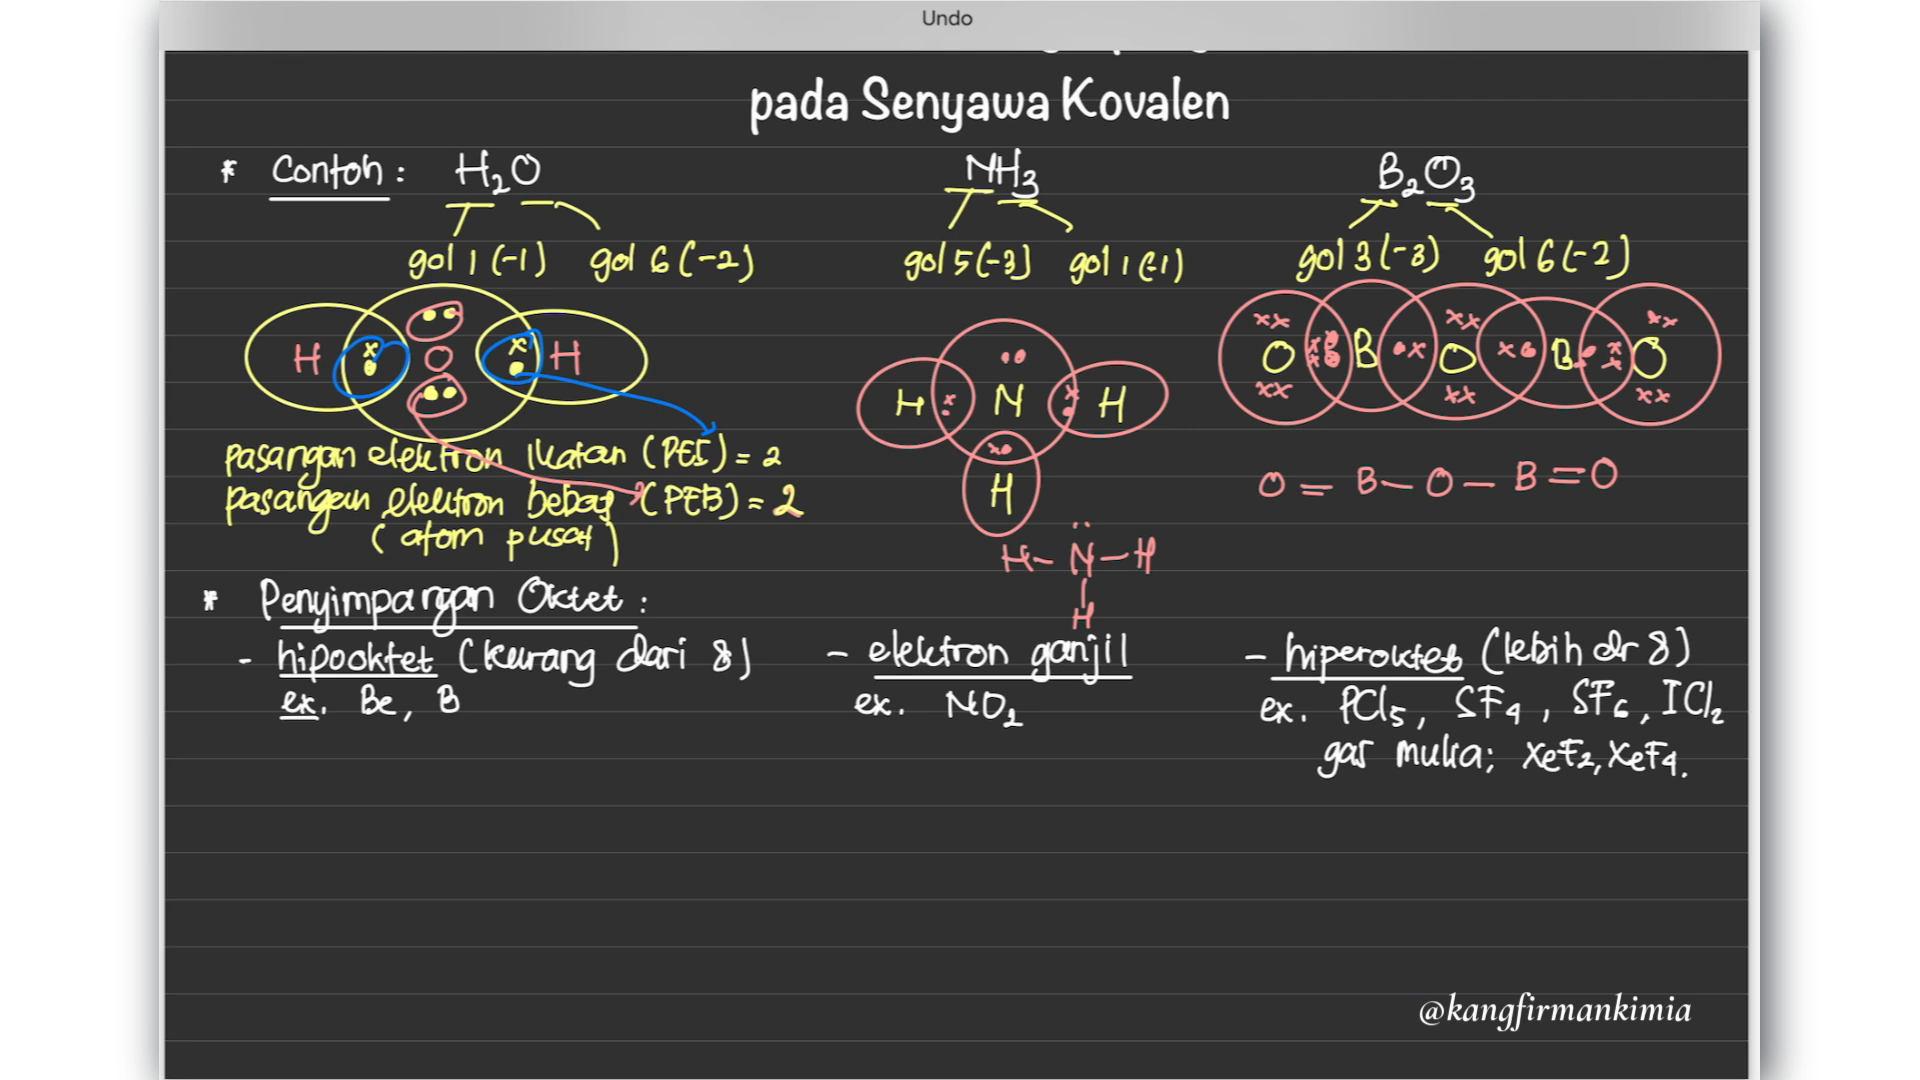 Undo
pada Senyawa Kovalen
* Contoh : H₂O NH₃ B₂O₃
gol 1 (-1) gol 6 (-2) gol 5 (-3) gol 1 (-1) gol 3 (-3) gol 6 (-2)
H O H
H N H
H
O B O B O
pasangan elektron ikatan (PEI) = 2
pasangan elektron bebas (PEB) = 2
(atom pusat)
O = B - O - B = O
H - N - H
H
* Penyimpangan Oktet :
- hipooktet (kurang dari 8)
ex. Be, B
- elektron ganjil
ex. NO₂
- hiperoktet (lebih dr 8)
ex. PCl₅, SF₄, SF₆, ICl₂
gas mulia; XeF₂, XeF₄.
@kangfirmankimia